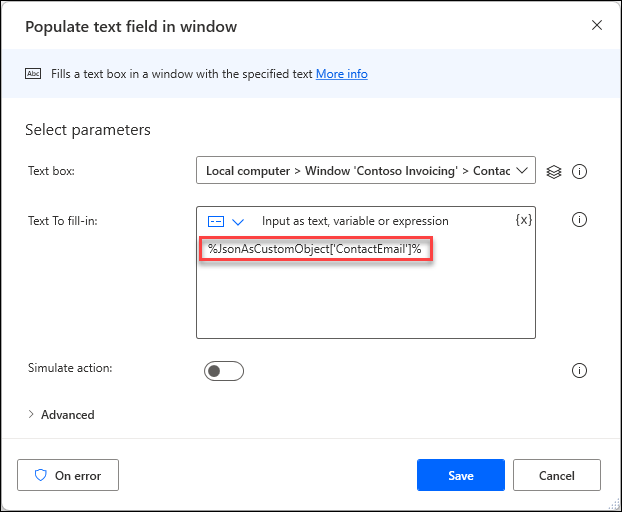 Populate text field in window
Abc Fills a text box in a window with the specified text More info
Select parameters
Text box: Local computer > Window 'Contoso Invoicing' > Contac
Text To fill-in: Input as text, variable or expression {x}
%JsonAsCustomObject['ContactEmail']%
Simulate action:
Advanced
On error Save Cancel